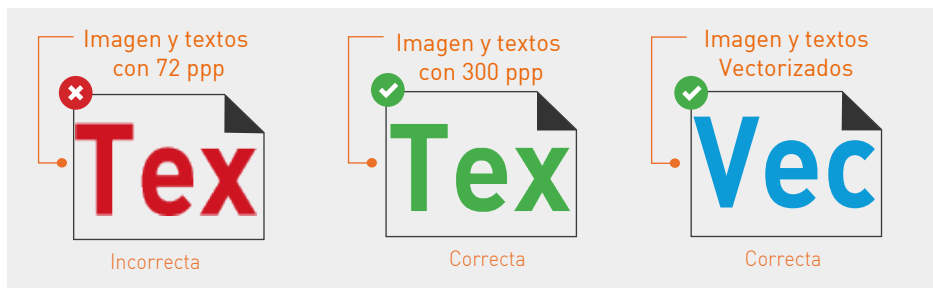 Imagen y textos
con 72 ppp
Tex
Incorrecta
Imagen y textos
con 300 ppp
Tex
Correcta
Imagen y textos
Vectorizados
Vec
Correcta